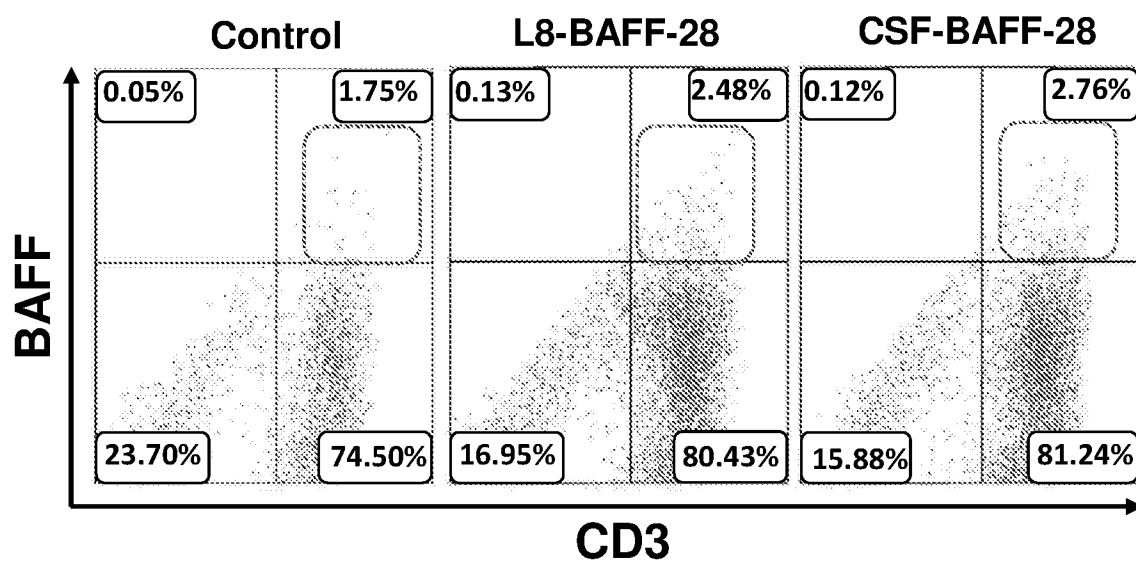 Control L8-BAFF-28 CSF-BAFF-28
0.05% 1.75% 0.13% 2.48% 0.12% 2.76%
BAFF
23.70% 74.50% 16.95% 80.43% 15.88% 81.24%
CD3